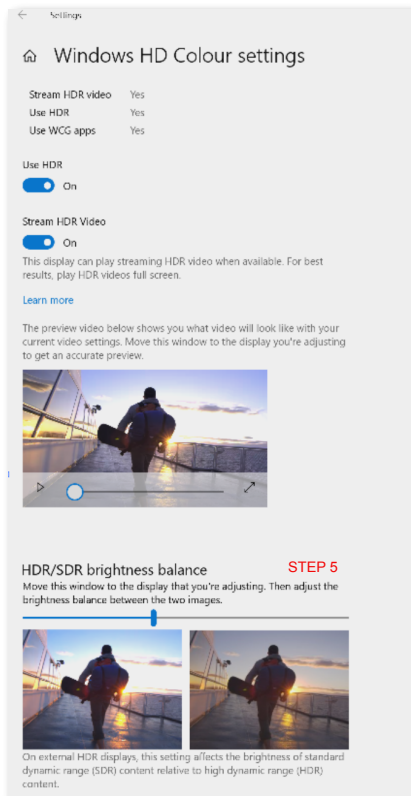 Settings
Windows HD Colour settings
Stream HDR video Yes
Use HDR Yes
Use WCG apps Yes
Use HDR
On
Stream HDR Video
On
This display can play streaming HDR video when available. For best
results, play HDR videos full screen.
Learn more
The preview video below shows you what video will look like with your
current video settings. Move this window to the display you're adjusting
to get an accurate preview.
HDR/SDR brightness balance STEP 5
Move this window to the display that you're adjusting. Then adjust the
brightness balance between the two images.
On external HDR displays, this setting affects the brightness of standard
dynamic range (SDR) content relative to high dynamic range (HDR)
content.